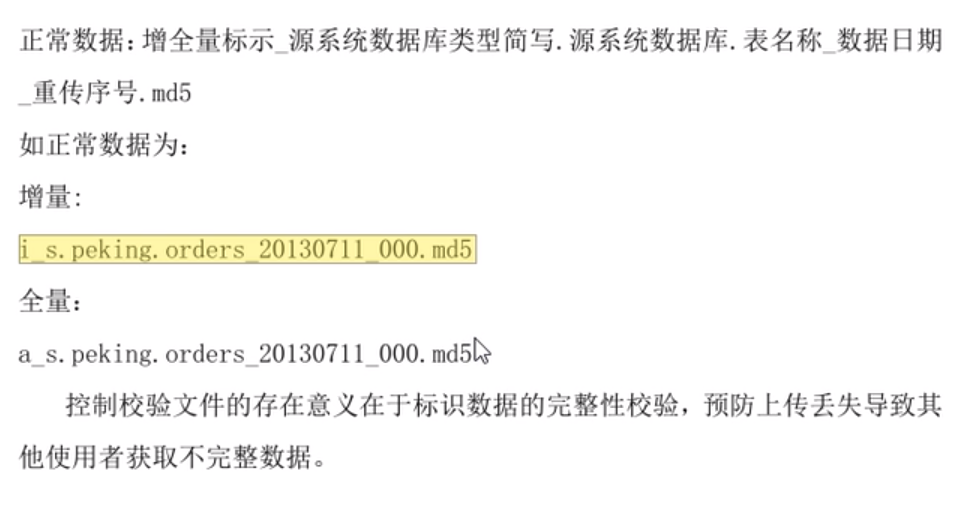 正常数据:增全量标示_源系统数据库类型简写.源系统数据库.表名称_数据日期
_重传序号.md5
如正常数据为:
增量:
i_s.peking.orders_20130711_000.md5
全量:
a_s.peking.orders_20130711_000.md5
控制校验文件的存在意义在于标识数据的完整性校验，预防上传丢失导致其
他使用者获取不完整数据。